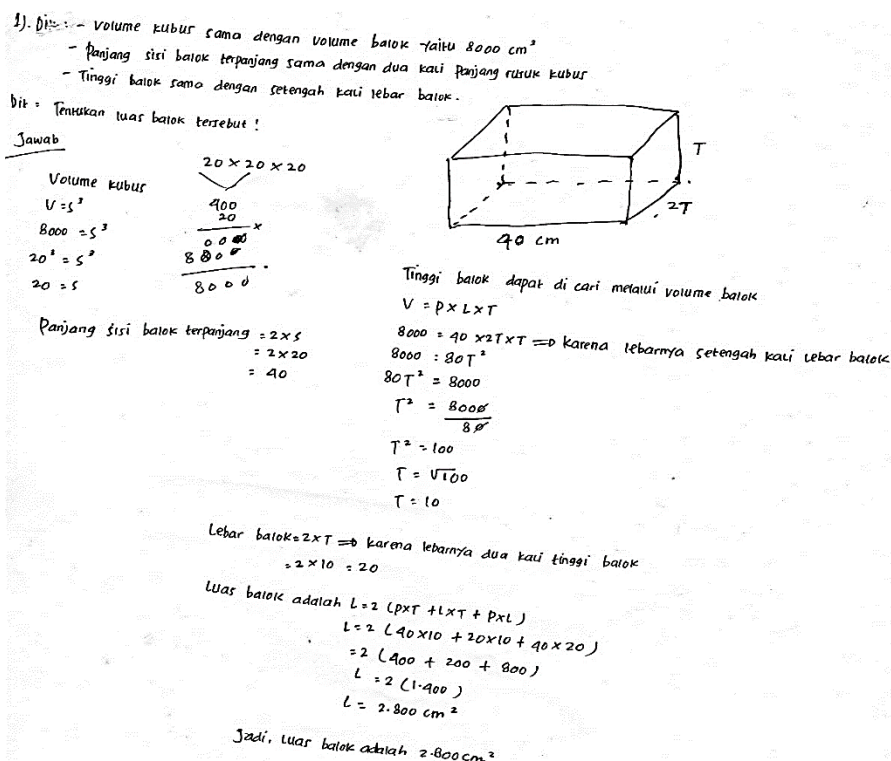 1). Dit : - Volume kubus sama dengan volume balok yaitu 8000 cm³
- Panjang sisi balok terpanjang sama dengan dua kali panjang rusuk kubus
- Tinggi balok sama dengan setengah kali lebar balok.
Dit : Tentukan luas balok tersebut !
Jawab
Volume kubus
V = s³
8000 = s³
20³ = s³
20 = s
20 × 20 × 20
400
20 ×
000
800
8000
Panjang sisi balok terpanjang = 2 × s
= 2 × 20
= 40
T
2T
40 cm
Tinggi balok dapat di cari melalui volume balok
V = P × L × T
8000 = 40 × 2T × T ⇒ karena lebarnya setengah kali lebar balok
8000 : 80T²
80T² = 8000
T² = 8000
80
T² = 100
T = √100
T = 10
Lebar balok = 2 × T ⇒ karena lebarnya dua kali tinggi balok
= 2 × 10 = 20
Luas balok adalah L = 2 (P×T + L×T + P×L)
L = 2 (40×10 + 20×10 + 40×20)
= 2 (400 + 200 + 800)
L = 2 (1.400)
L = 2.800 cm²
Jadi, luas balok adalah 2.800 cm²